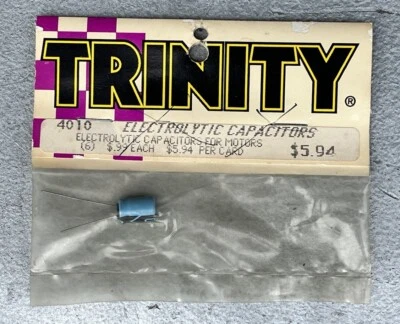 TRINITY®
4010 ELECTROLYTIC CAPACITORS
ELECTROLYTIC CAPACITORS FOR MOTORS
(6) $.99 EACH $5.94 PER CARD $5.94